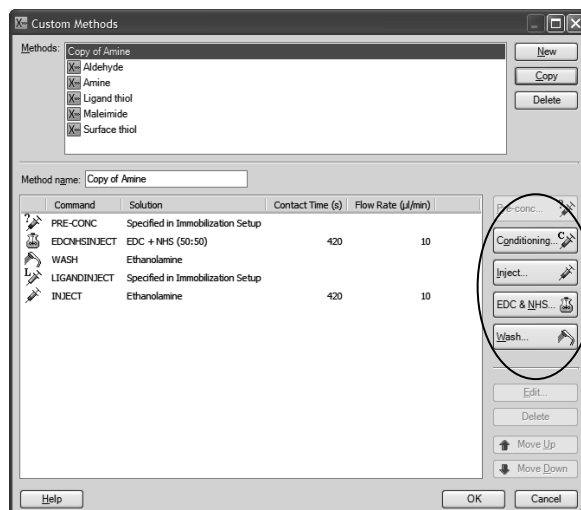 Custom Methods
Methods:
Copy of Amine
Aldehyde
Amine
Ligand thiol
Maleimide
Surface thiol
New
Copy
Delete
Method name: Copy of Amine
Command Solution Contact Time (s) Flow Rate (µl/min)
? PRE-CONC Specified in Immobilization Setup
EDCNHSINJECT EDC + NHS (50:50) 420 10
WASH Ethanolamine
L LIGANDINJECT Specified in Immobilization Setup
INJECT Ethanolamine 420 10
Pre-conc... ?
Conditioning... C
Inject...
EDC & NHS...
Wash...
Edit...
Delete
Move Up
Move Down
Help
OK Cancel